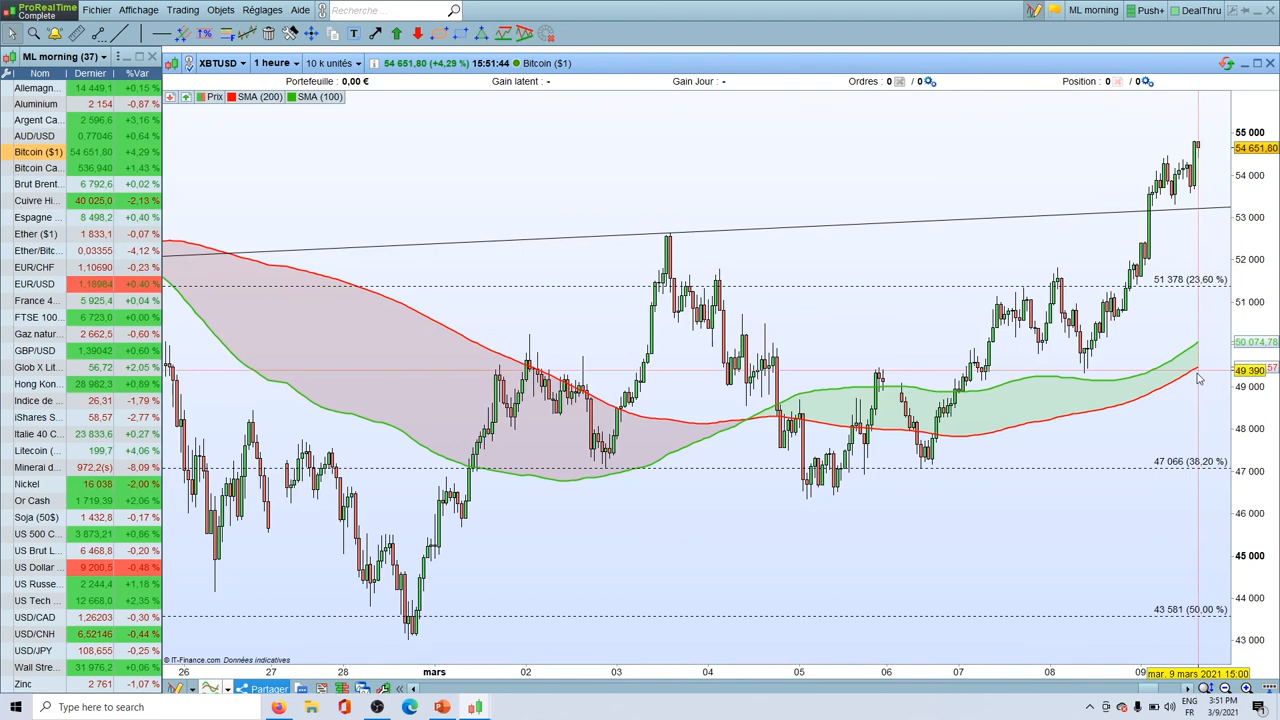 ProRealTime
Complete
Fichier Affichage Trading Objets Réglages Aide Recherche ... ML morning Push+ DealThru
ML morning (37) XBTUSD 1 heure 10 k unités 54 651,80 (+4,29 %) 15:51:44 Bitcoin ($1)
Nom Dernier %Var
Portefeuille : 0,00 € Gain latent : - Gain Jour : - Ordres : 0 / 0 Position : 0 / 0
Prix SMA (200) SMA (100)
Allemagn... 14 449,1 +0,15 %
Aluminium 2 154 -0,87 %
Argent Ca... 2 596,6 +3,16 %
AUD/USD 0,77046 +0,64 %
Bitcoin ($1) 54 651,80 +4,29 %
Bitcoin Ca... 536,940 +1,43 %
Brut Brent... 6 792,6 +0,02 %
Cuivre Hi... 40 025,0 -2,13 %
Espagne ... 8 498,2 +0,40 %
Ether ($1) 1 833,1 -0,07 %
Ether/Bitc... 0,03355 -4,12 %
EUR/CHF 1,10690 -0,23 %
EUR/USD 1.18984 +0,40 %
France 4... 5 925,4 +0,04 %
FTSE 100... 6 723,0 +0,00 %
Gaz natur... 2 662,5 -0,60 %
GBP/USD 1,39042 +0,60 %
Glob X Lit... 56,72 +2,05 %
Hong Kon... 28 982,3 +0,89 %
Indice de ... 26,31 -1,79 %
iShares S... 58,57 -2,77 %
Italie 40 C... 23 833,6 +0,27 %
Litecoin (... 199,7 +4,06 %
Minerai d... 972,2(s) -8,09 %
Nickel 16 038 -2,00 %
Or Cash 1 719,39 +2,06 %
Soja (50$) 1 432,8 -0,17 %
US 500 C... 3 873,21 +0,86 %
US Brut L... 6 468,8 -0,20 %
US Dollar ... 9 200,5 -0,48 %
US Russe... 2 244,4 +1,18 %
US Tech ... 12 668,0 +2,35 %
USD/CAD 1,26203 -0,30 %
USD/CNH 6,52146 -0,44 %
USD/JPY 108,655 -0,25 %
Wall Stre... 31 976,2 +0,06 %
Zinc 2 761 -1,07 %
55 000
54 651,80
54 000
53 000
52 000
51 378 (23,60 %)
51 000
50 074,78
49 390 57
49 000
48 000
47 066 (38,20 %)
47 000
46 000
45 000
44 000
43 581 (50,00 %)
43 000
© IT-Finance.com Données indicatives
26 27 28 mars 02 03 04 05 06 07 08 09 mar. 9 mars 2021 15:00
Partager
Type here to search
ENG
FR
3:51 PM
3/9/2021